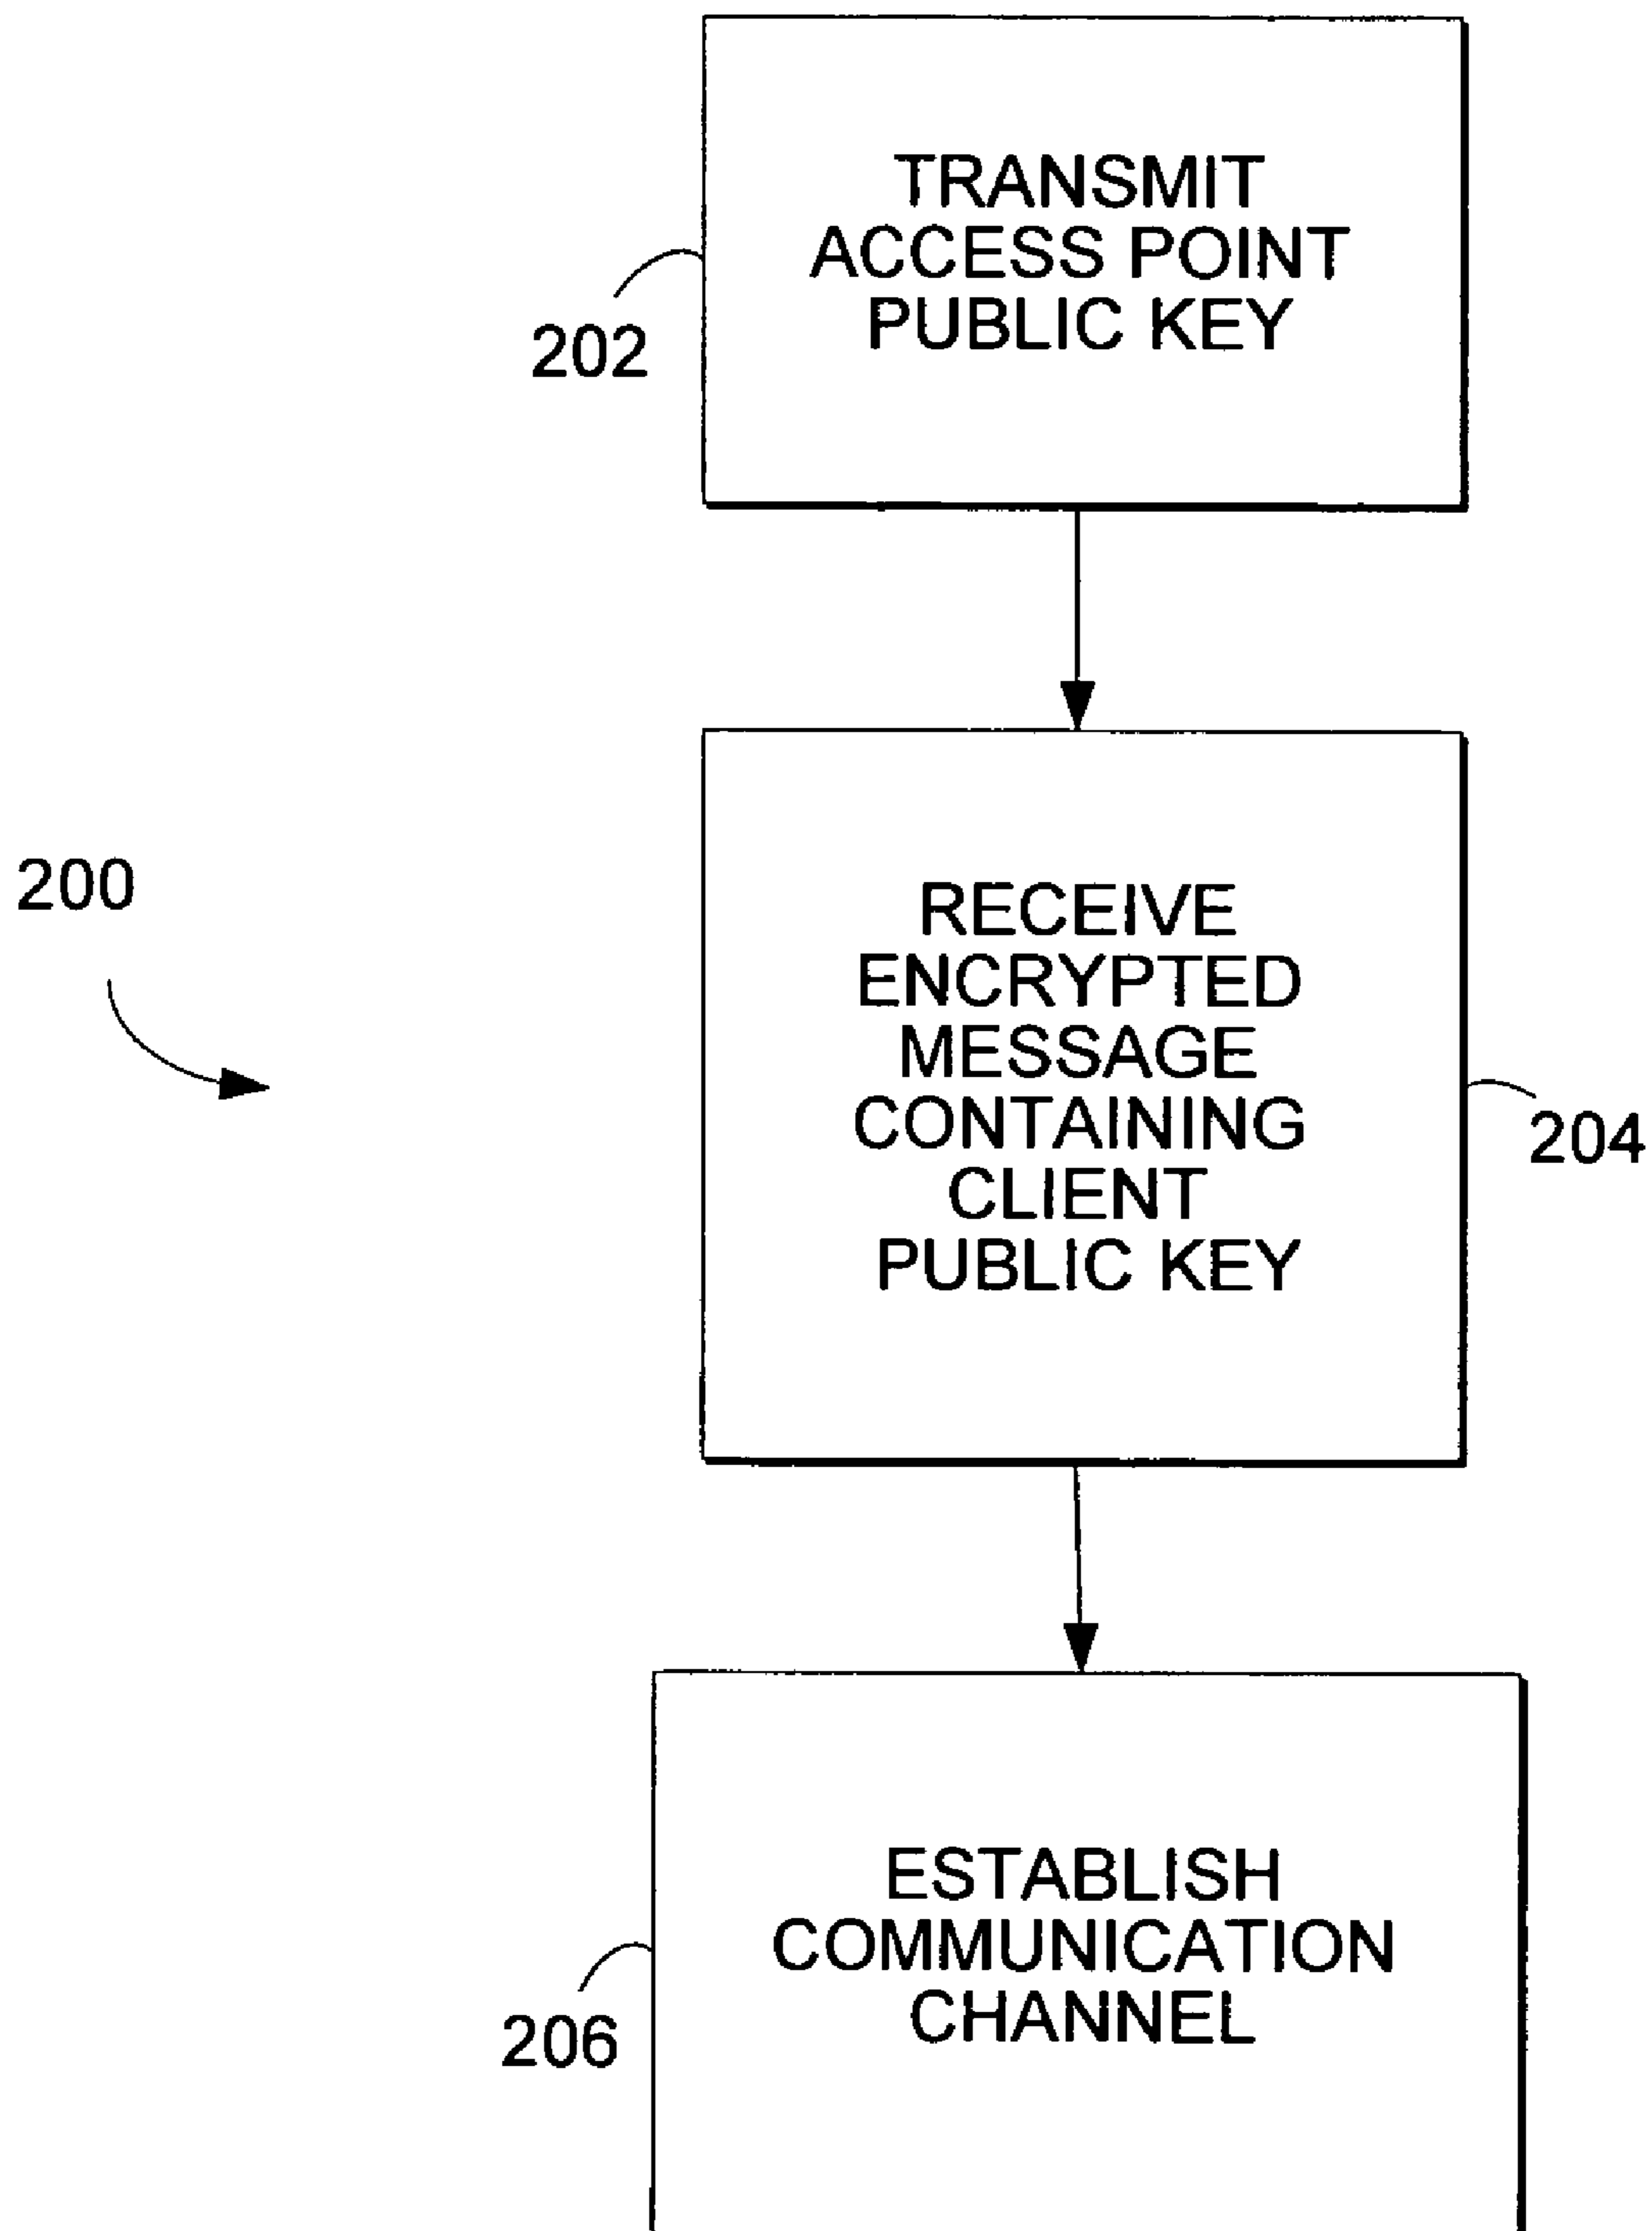 TRANSMIT
ACCESS POINT
PUBLIC KEY
202
200
RECEIVE
ENCRYPTED
MESSAGE
CONTAINING
CLIENT
PUBLIC KEY
204
ESTABLISH
COMMUNICATION
CHANNEL
206